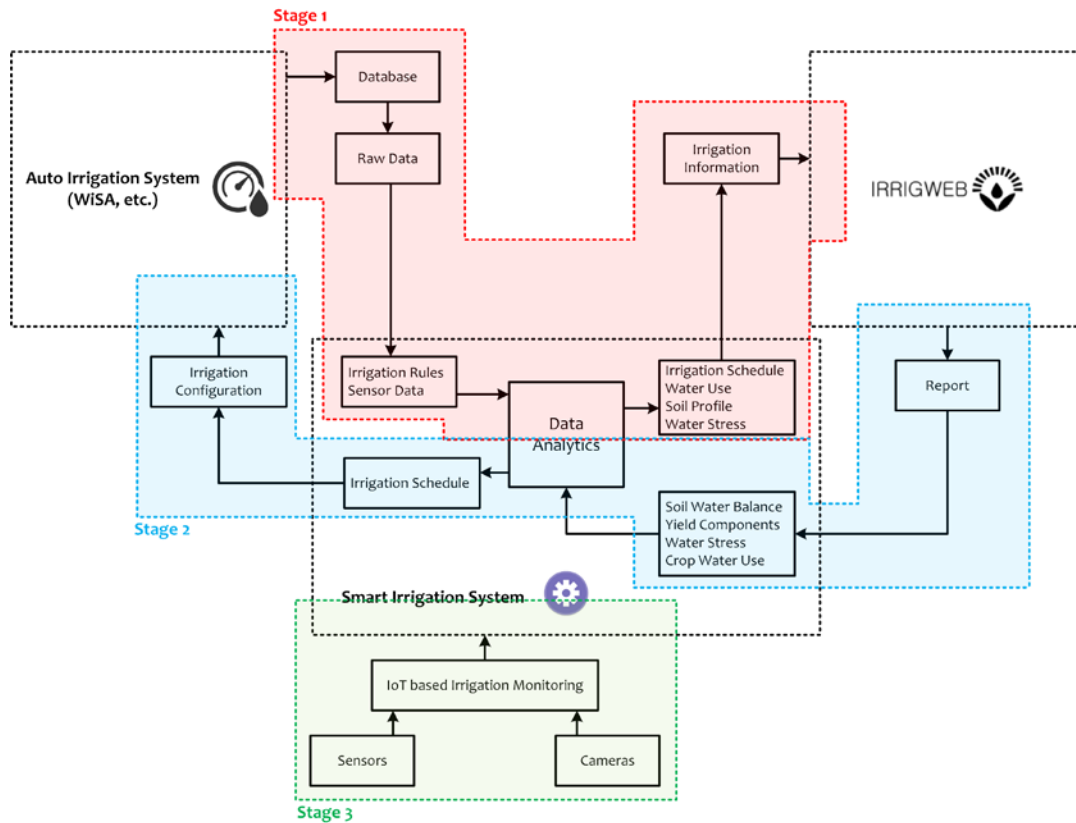 Stage 1
Database
Raw Data
Auto Irrigation System
(WiSA, etc.)
Irrigation
Information
IRRIGWEB
Irrigation
Configuration
Irrigation Rules
Sensor Data
Data
Analytics
Irrigation Schedule
Water Use
Soil Profile
Water Stress
Report
Irrigation Schedule
Stage 2
Soil Water Balance
Yield Components
Water Stress
Crop Water Use
Smart Irrigation System
IoT based Irrigation Monitoring
Sensors
Cameras
Stage 3